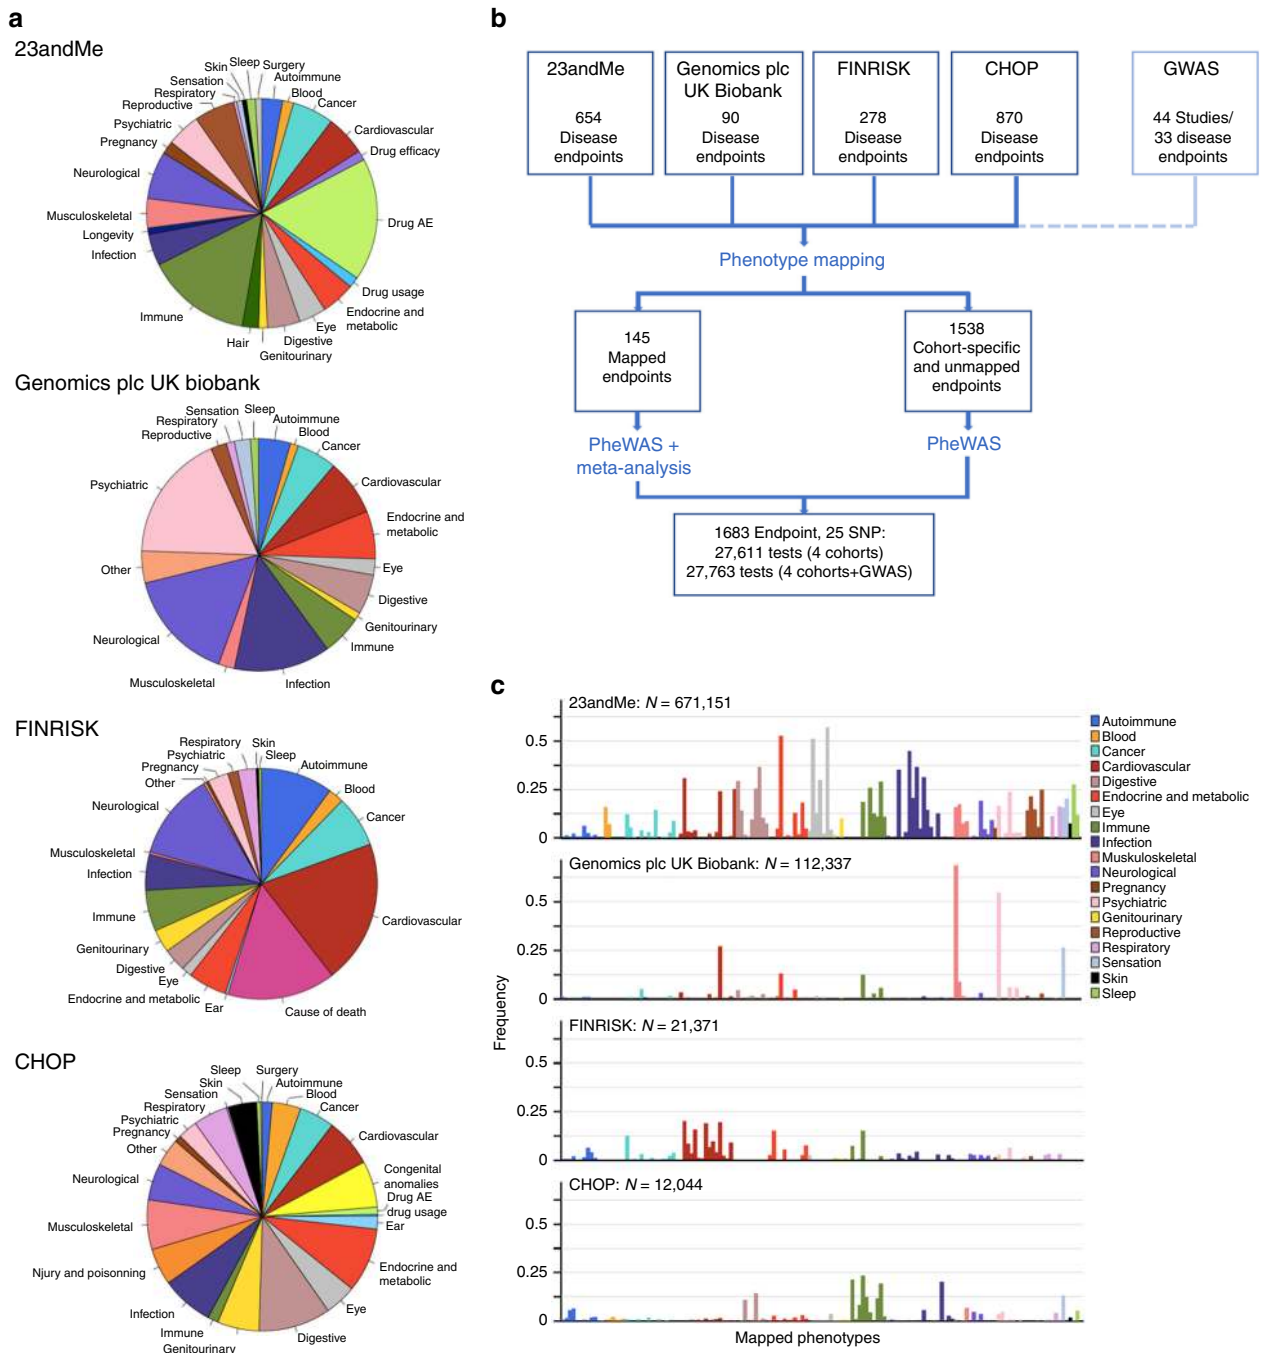 a
23andMe
Skin
Sleep
Surgery
Sensation
Autoimmune
Respiratory
Blood
Reproductive
Cancer
Psychiatric
Cardiovascular
Pregnancy
Drug efficacy
Neurological
Musculoskeletal
Drug AE
Longevity
Infection
Drug usage
Immune
Endocrine and
metabolic
Eye
Hair
Digestive
Genitourinary
Genomics plc UK biobank
Sensation
Sleep
Respiratory
Autoimmune
Reproductive
Blood
Cancer
Psychiatric
Cardiovascular
Endocrine and
metabolic
Other
Eye
Digestive
Neurological
Genitourinary
Immune
Musculoskeletal
Infection
FINRISK
Respiratory
Skin
Psychiatric
Sleep
Pregnancy
Autoimmune
Other
Blood
Neurological
Cancer
Musculoskeletal
Infection
Immune
Cardiovascular
Genitourinary
Digestive
Eye
Endocrine and metabolic
Ear
Cause of death
CHOP
Sleep
Surgery
Skin
Autoimmune
Sensation
Blood
Respiratory
Cancer
Psychiatric
Pregnancy
Cardiovascular
Other
Congenital
anomalies
Neurological
Drug AE
drug usage
Musculoskeletal
Ear
Njury and poisonning
Endocrine and
metabolic
Infection
Eye
Immune
Digestive
Genitourinary
b
23andMe
654
Disease
endpoints
Genomics plc
UK Biobank
90
Disease
endpoints
FINRISK
278
Disease
endpoints
CHOP
870
Disease
endpoints
GWAS
44 Studies/
33 disease
endpoints
Phenotype mapping
145
Mapped
endpoints
1538
Cohort-specific
and unmapped
endpoints
PheWAS +
meta-analysis
PheWAS
1683 Endpoint, 25 SNP:
27,611 tests (4 cohorts)
27,763 tests (4 cohorts+GWAS)
c
23andMe: N = 671,151
0.5
0.25
0
Genomics plc UK Biobank: N = 112,337
0.5
0.25
0
FINRISK: N = 21,371
0.5
0.25
0
CHOP: N = 12,044
0.5
0.25
0
Frequency
Mapped phenotypes
Autoimmune
Blood
Cancer
Cardiovascular
Digestive
Endocrine and metabolic
Eye
Immune
Infection
Muskuloskeletal
Neurological
Pregnancy
Psychiatric
Genitourinary
Reproductive
Respiratory
Sensation
Skin
Sleep